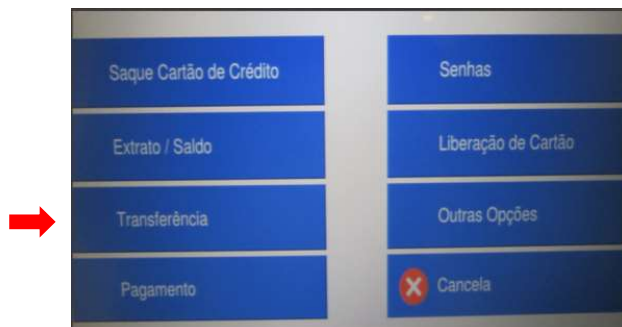 Saque Cartão de Crédito
Senhas
Extrato / Saldo
Liberação de Cartão
Transferência
Outras Opções
Pagamento
Cancela